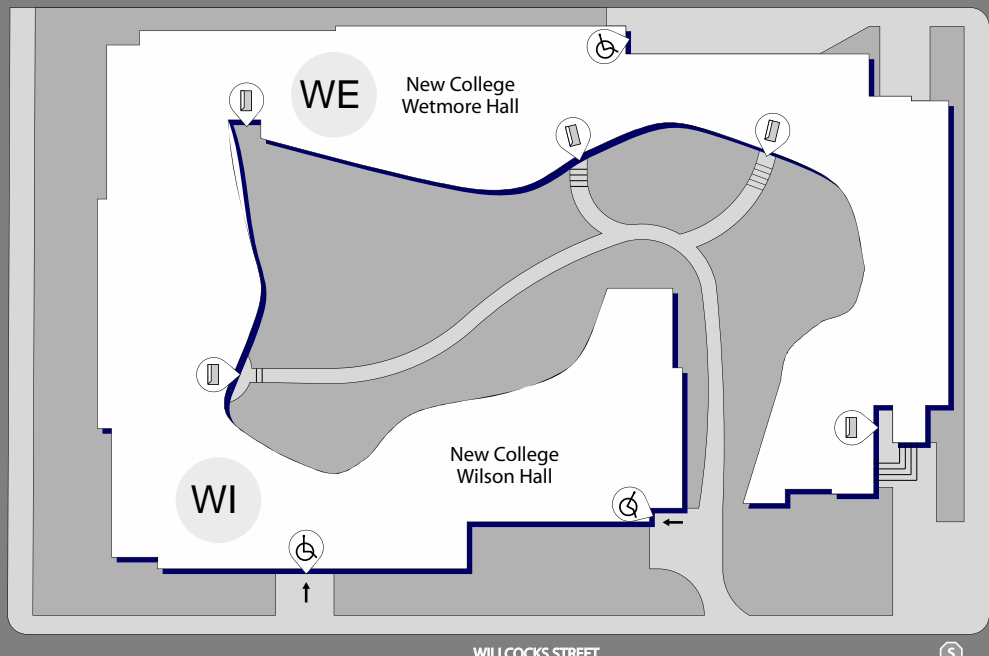 WE
New College
Wetmore Hall
New College
Wilson Hall
WI
WILLCOCKS STREET
S